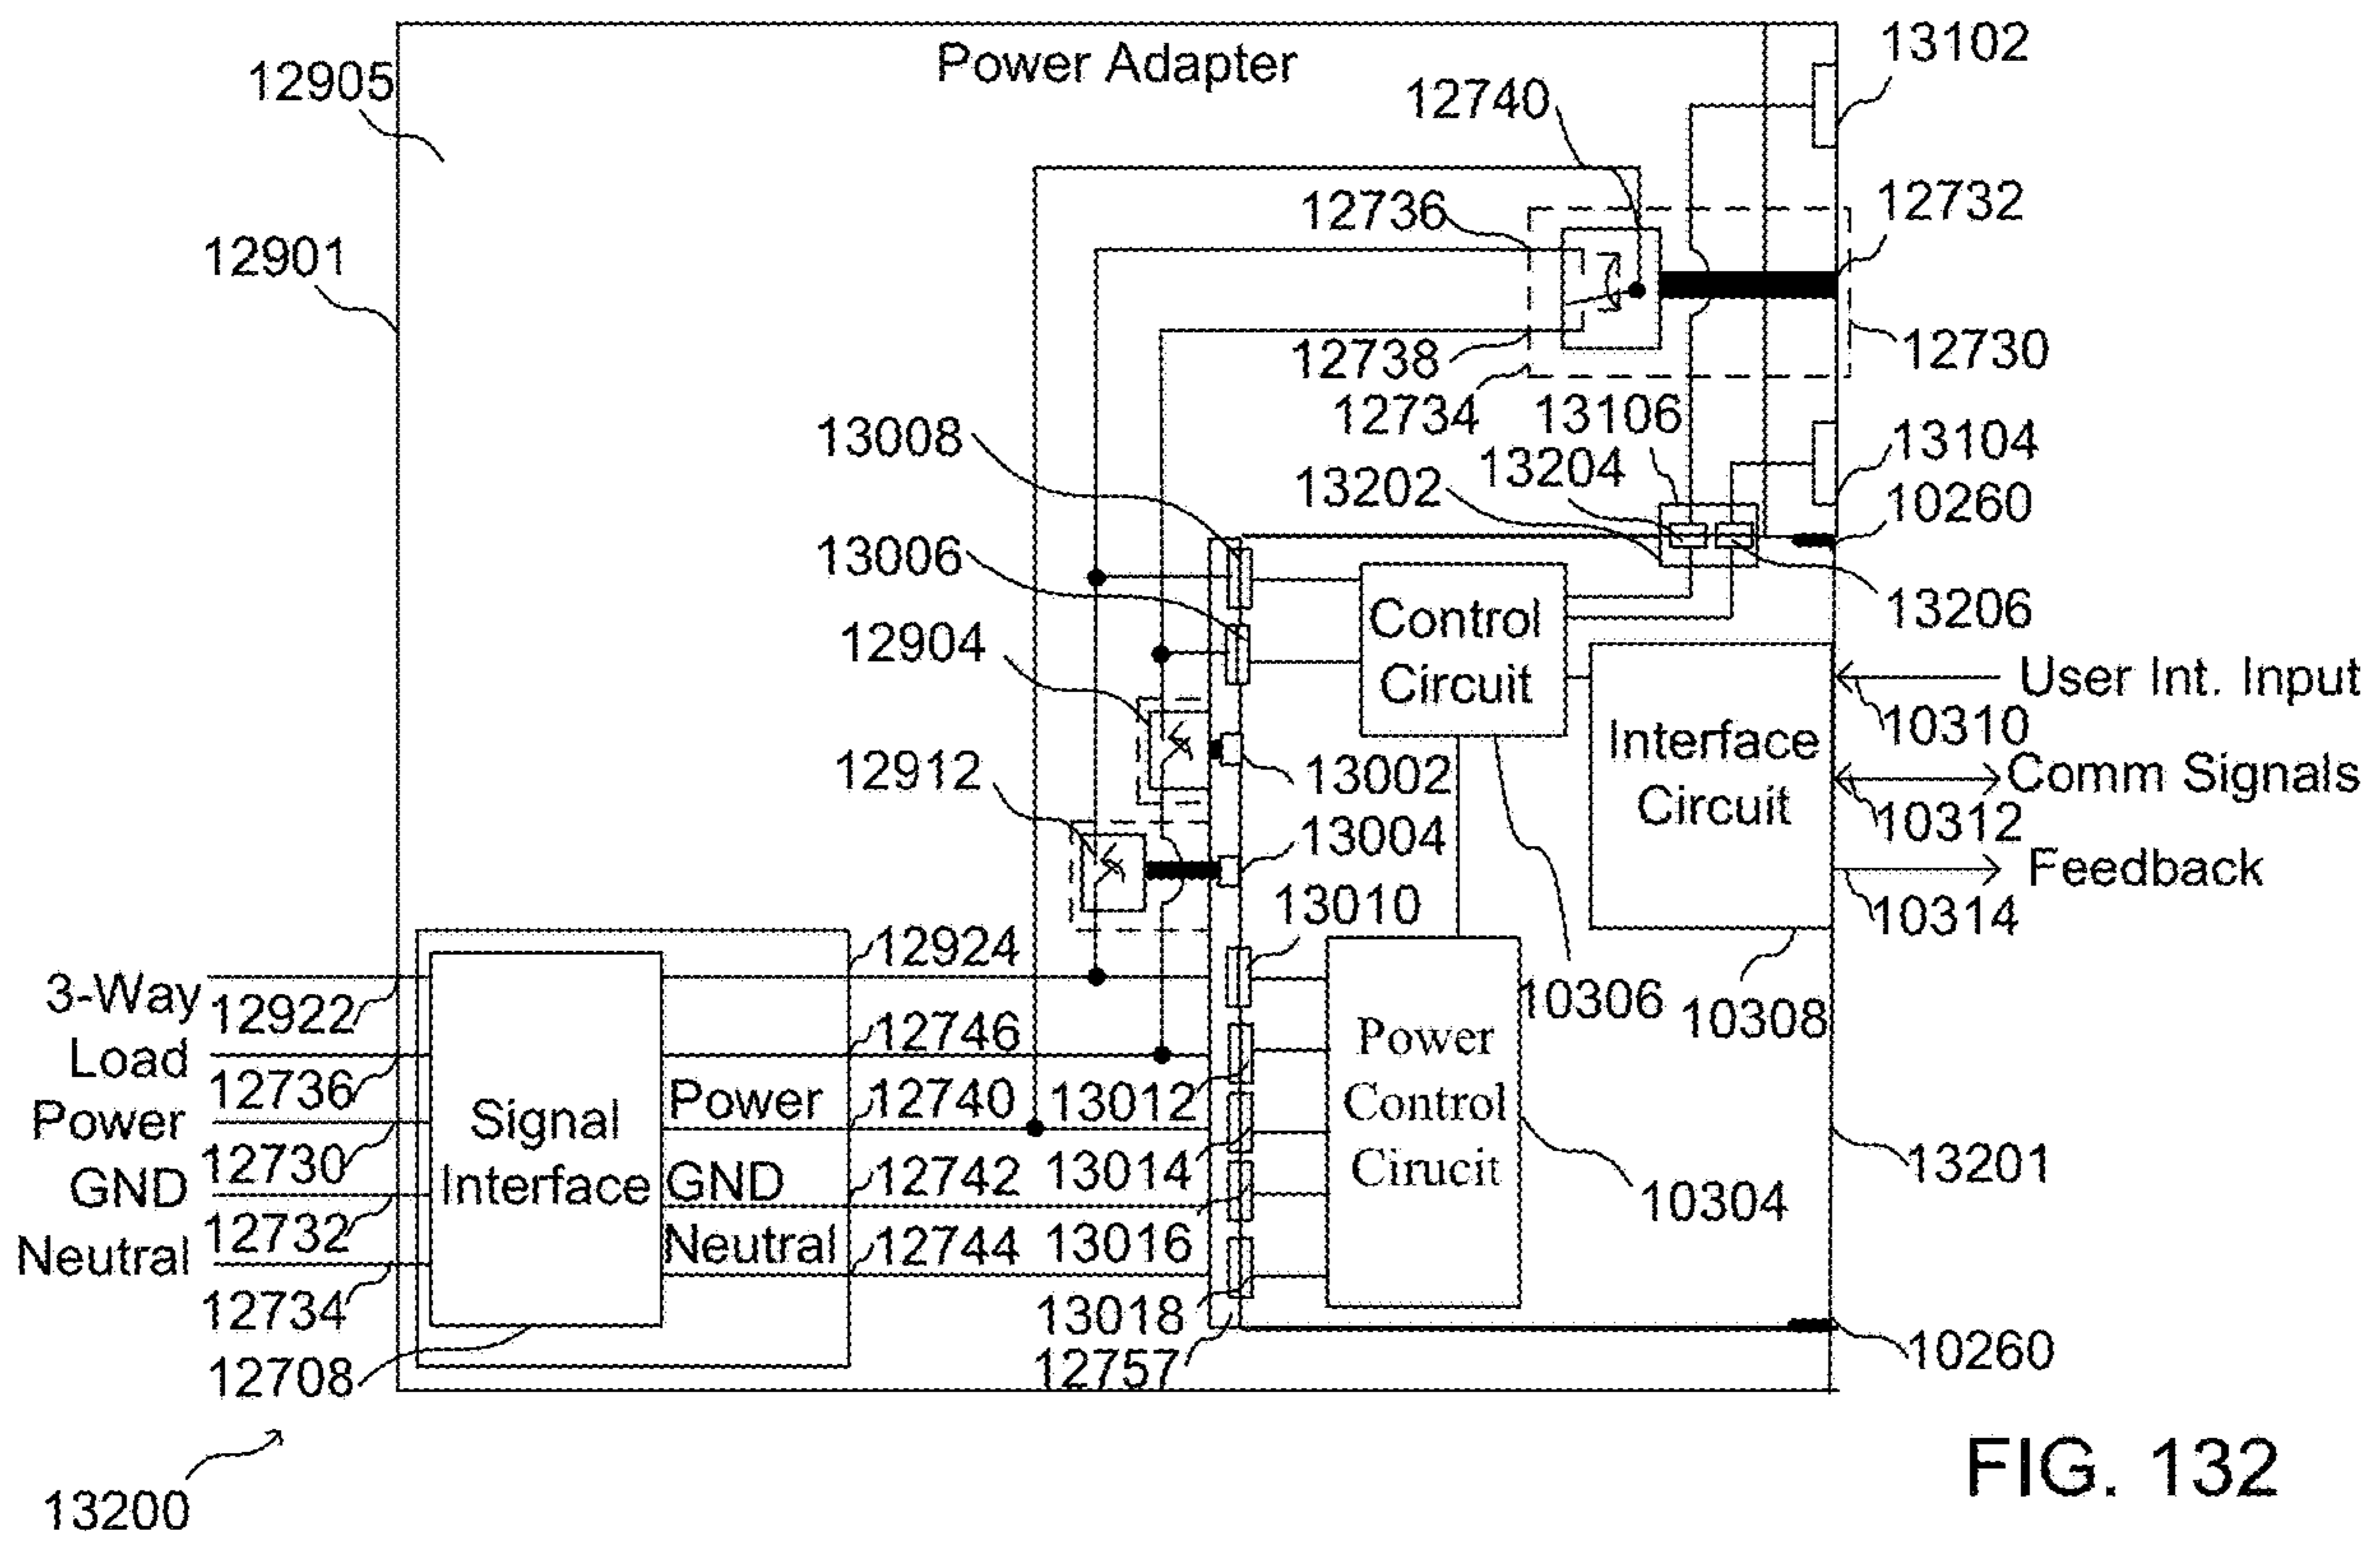 Power Adapter
13102
12905
12740
12736
12732
12901
12738
12730
12734
13106
13008
13104
13204
13202
10260
13006
13206
12904
Control
Circuit
User Int. Input
10310
Interface
Circuit
12912
13002
Comm Signals
10312
13004
Feedback
13010
10314
12924
3-Way
12922
10306
10308
12746
Load
12736
Power
12740
13012
Power
Control
Cirucit
Power
12730
Signal
Interface
GND
12742
13014
13201
GND
12732
10304
Neutral
12744
13016
Neutral
12734
13018
12708
12757
10260
13200
FIG. 132